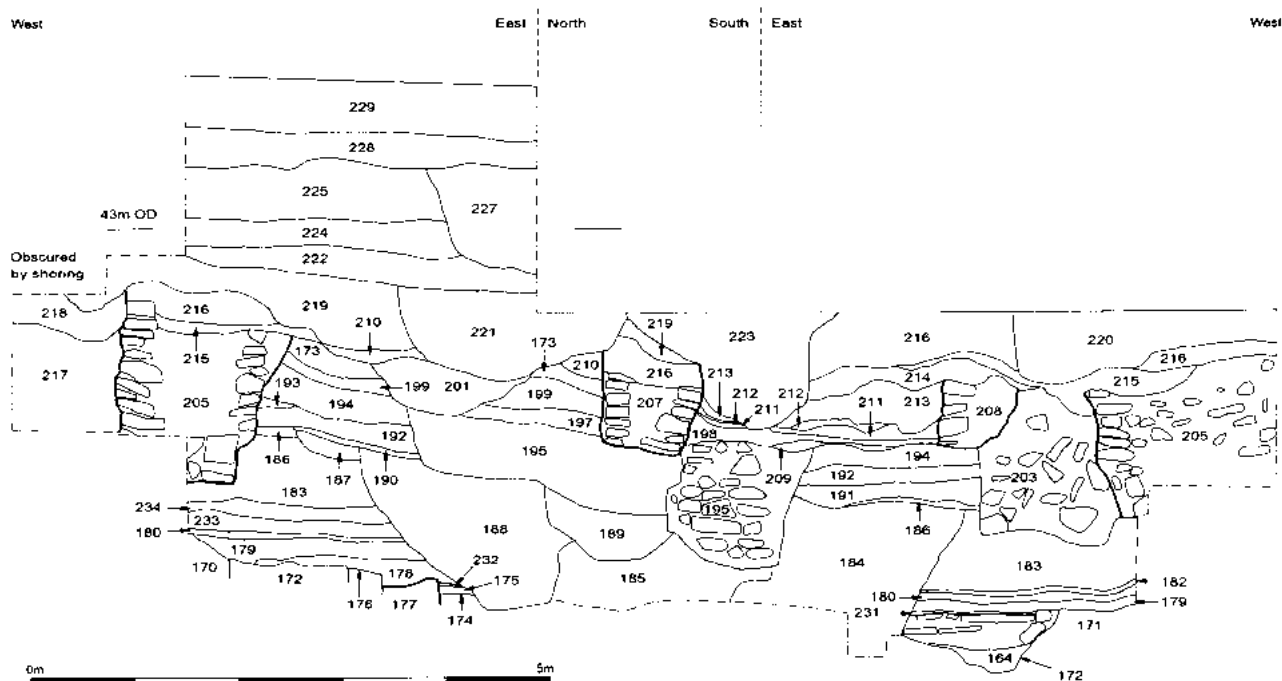 West East North South East West
229
228
225
227
43m OD
224
Obscured by shoring
222
218 216 219 210 221 173 219 223 216 220
215 173 210 216 213 212 212 211 214 216
217 193 199 201 199 207 211 213 208 215
205 194 197 198 194 205
192 195 209 192 203
186 187 190 191
183 195 186
234 188
233 189 184 183
180 232 182
179 178 175 185 180 179
170 172 231 171
176 177 174
164
172
0m 5m